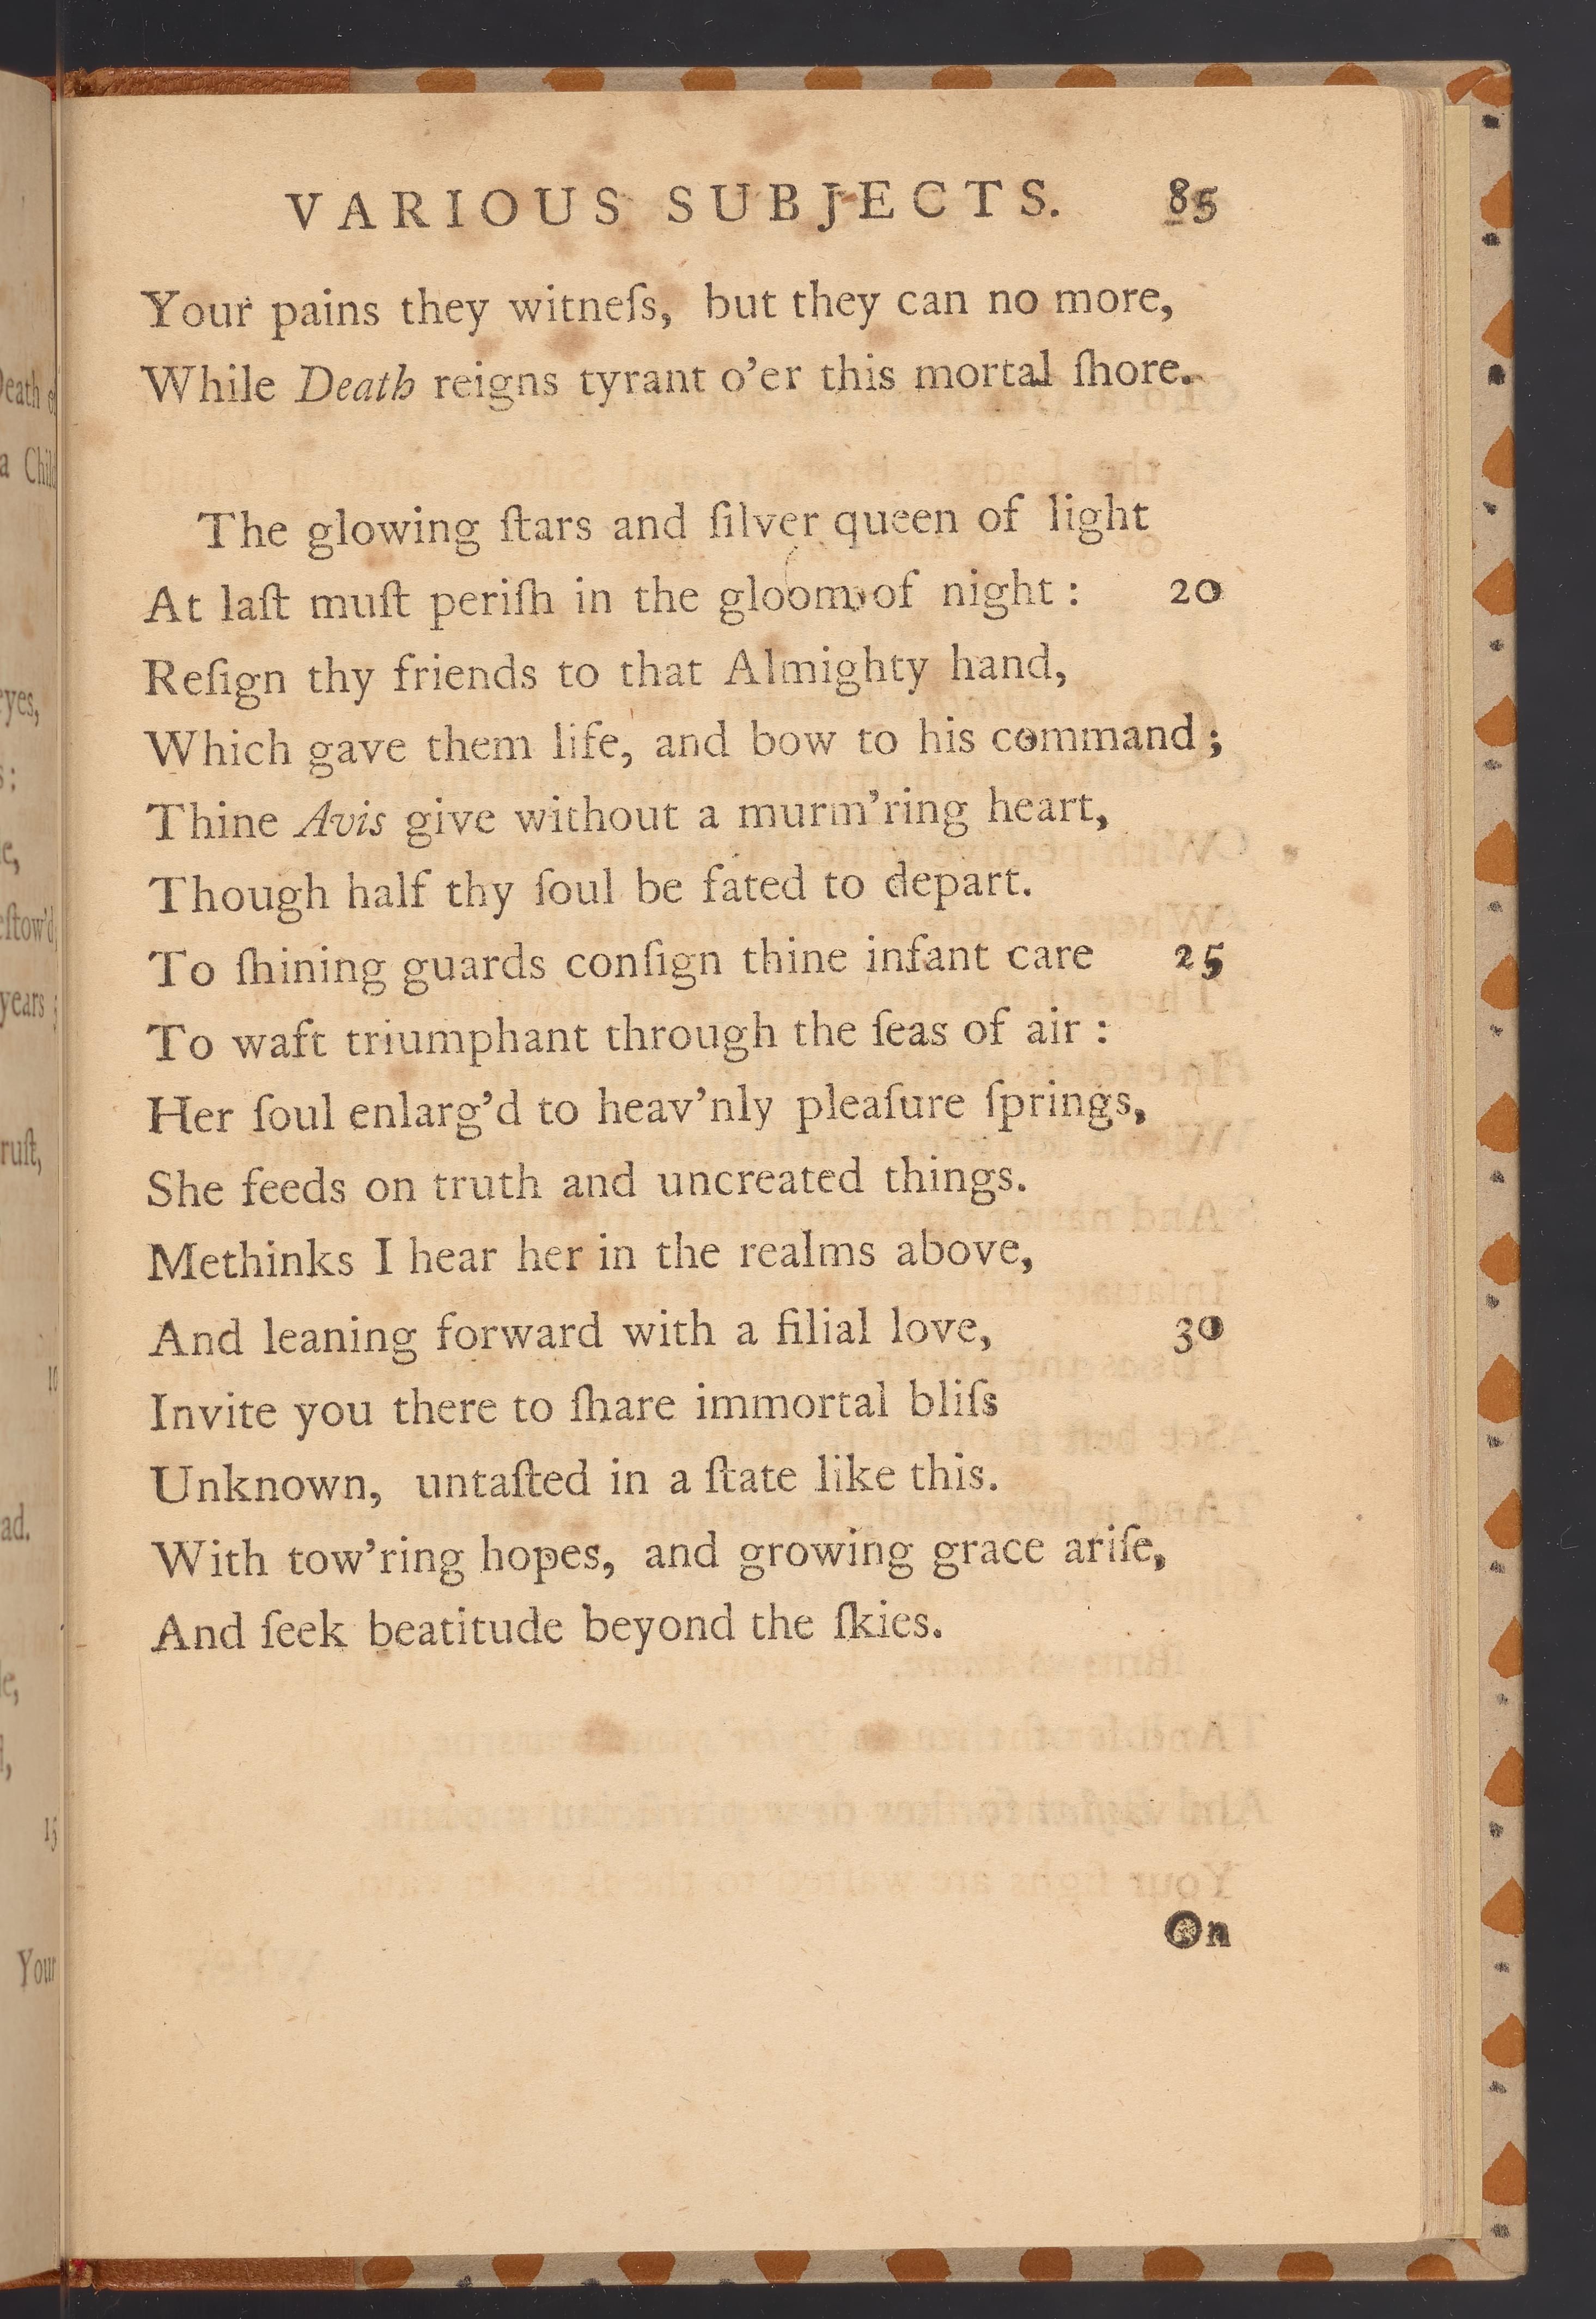 VARIOUS SUBJECTS. 85
Your pains they witneſs, but they can no more,
While Death reigns tyrant o'er this mortal ſhore.
The glowing ſtars and ſilver queen of light
At laſt muſt periſh in the gloom of night : 20
Reſign thy friends to that Almighty hand,
Which gave them life, and bow to his command ;
Thine Avis give without a murm'ring heart,
Though half thy ſoul be fated to depart.
To ſhining guards conſign thine infant care 25
To waft triumphant through the ſeas of air :
Her ſoul enlarg'd to heav'nly pleaſure ſprings,
She feeds on truth and uncreated things.
Methinks I hear her in the realms above,
And leaning forward with a filial love, 30
Invite you there to ſhare immortal bliſs
Unknown, untaſted in a ſtate like this.
With tow'ring hopes, and growing grace ariſe,
And ſeek beatitude beyond the ſkies.
On